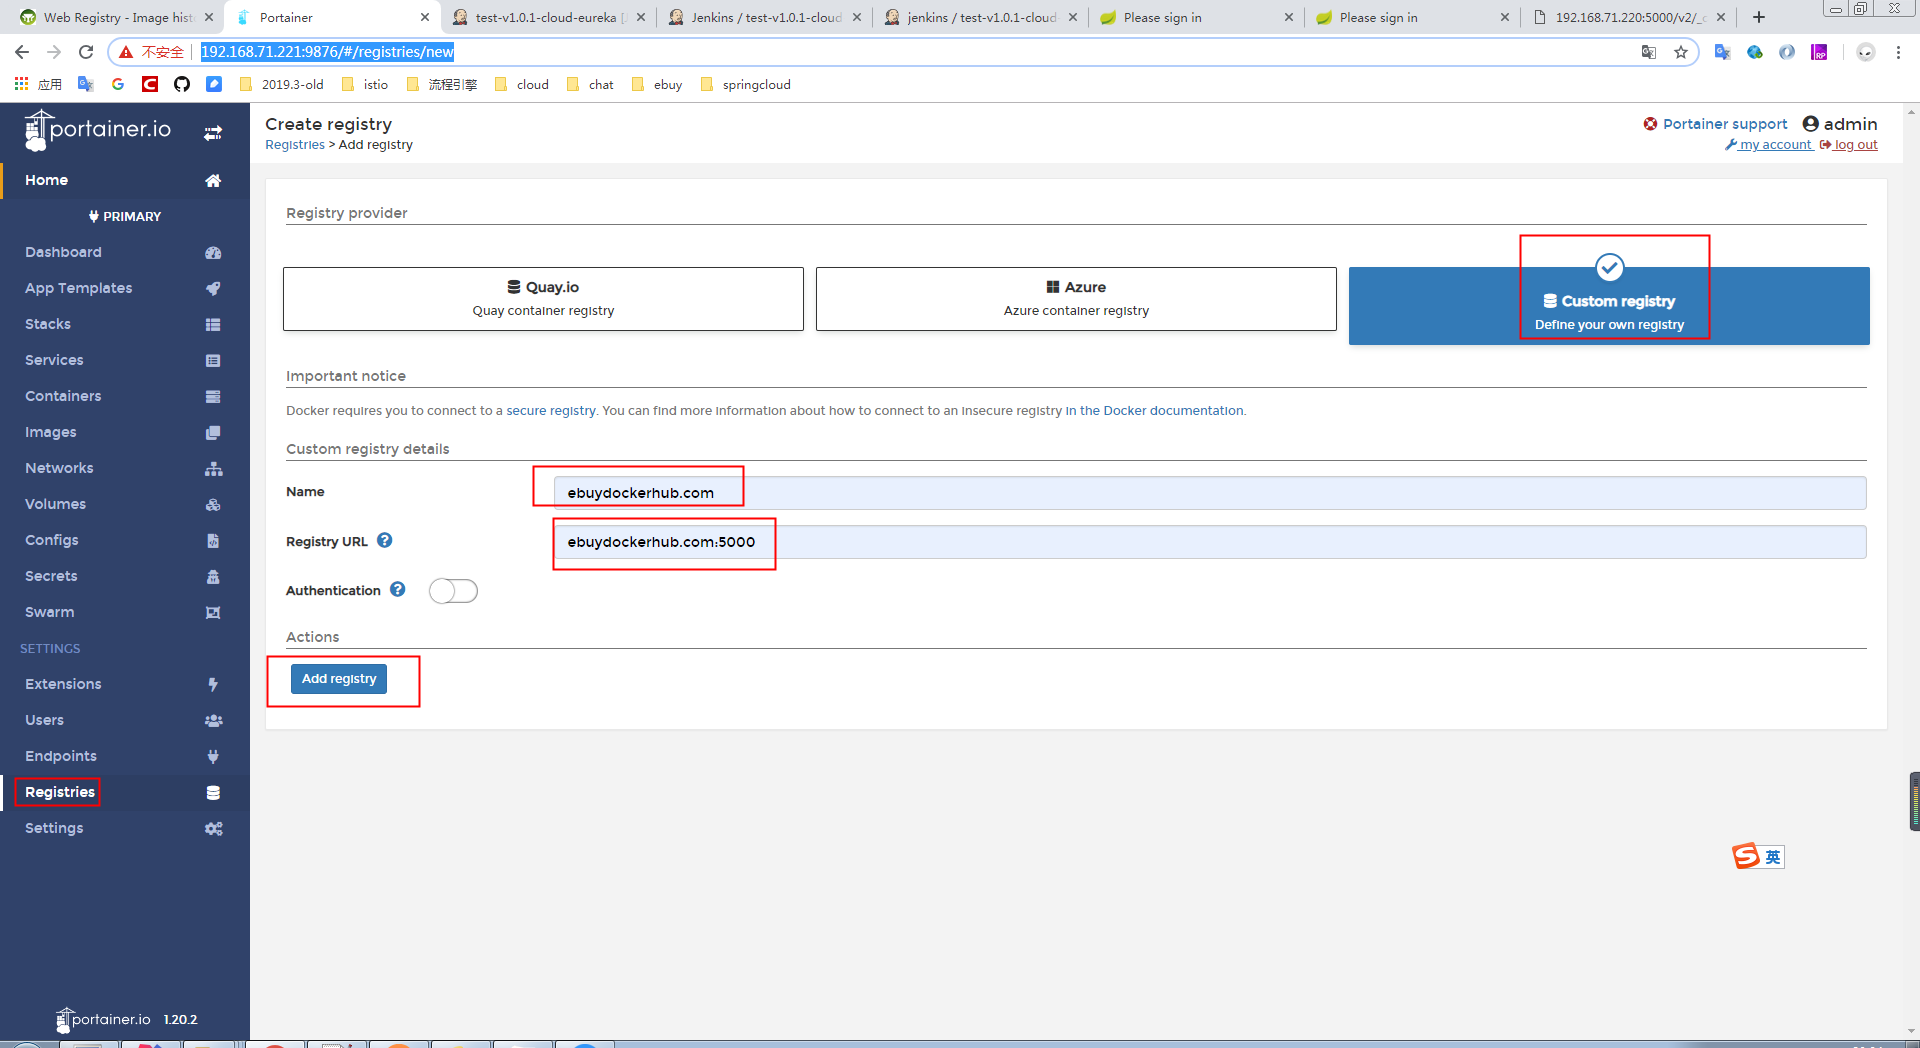 Web Registry - Image hist
Portainer
test-v1.0.1-cloud-eureka [J
Jenkins / test-v1.0.1-cloud
jenkins / test-v1.0.1-cloud-
Please sign in
Please sign in
192.168.71.220:5000/v2/_c
不安全
192.168.71.221:9876/#/registries/new
应用
2019.3-old
istio
流程引擎
cloud
chat
ebuy
springcloud
portainer.io
Create registry
Portainer support
admin
Registries > Add registry
my account
log out
Home
PRIMARY
Dashboard
App Templates
Stacks
Services
Containers
Images
Networks
Volumes
Configs
Secrets
Swarm
SETTINGS
Extensions
Users
Endpoints
Registries
Settings
portainer.io 1.20.2
Registry provider
Quay.io
Quay container registry
Azure
Azure container registry
Custom registry
Define your own registry
Important notice
Docker requires you to connect to a secure registry. You can find more information about how to connect to an insecure registry in the Docker documentation.
Custom registry details
Name
ebuydockerhub.com
Registry URL
ebuydockerhub.com:5000
Authentication
Actions
Add registry
英